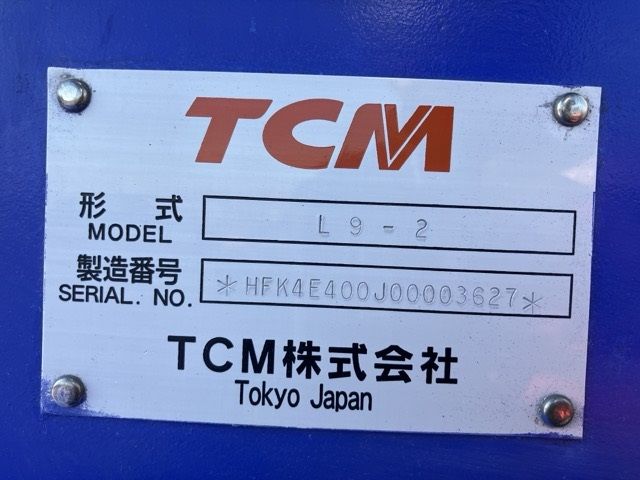 TCM
形 式
MODEL
L9-2
製造番号
SERIAL. NO.
*HFK4E400J00003627*
TCM株式会社
Tokyo Japan